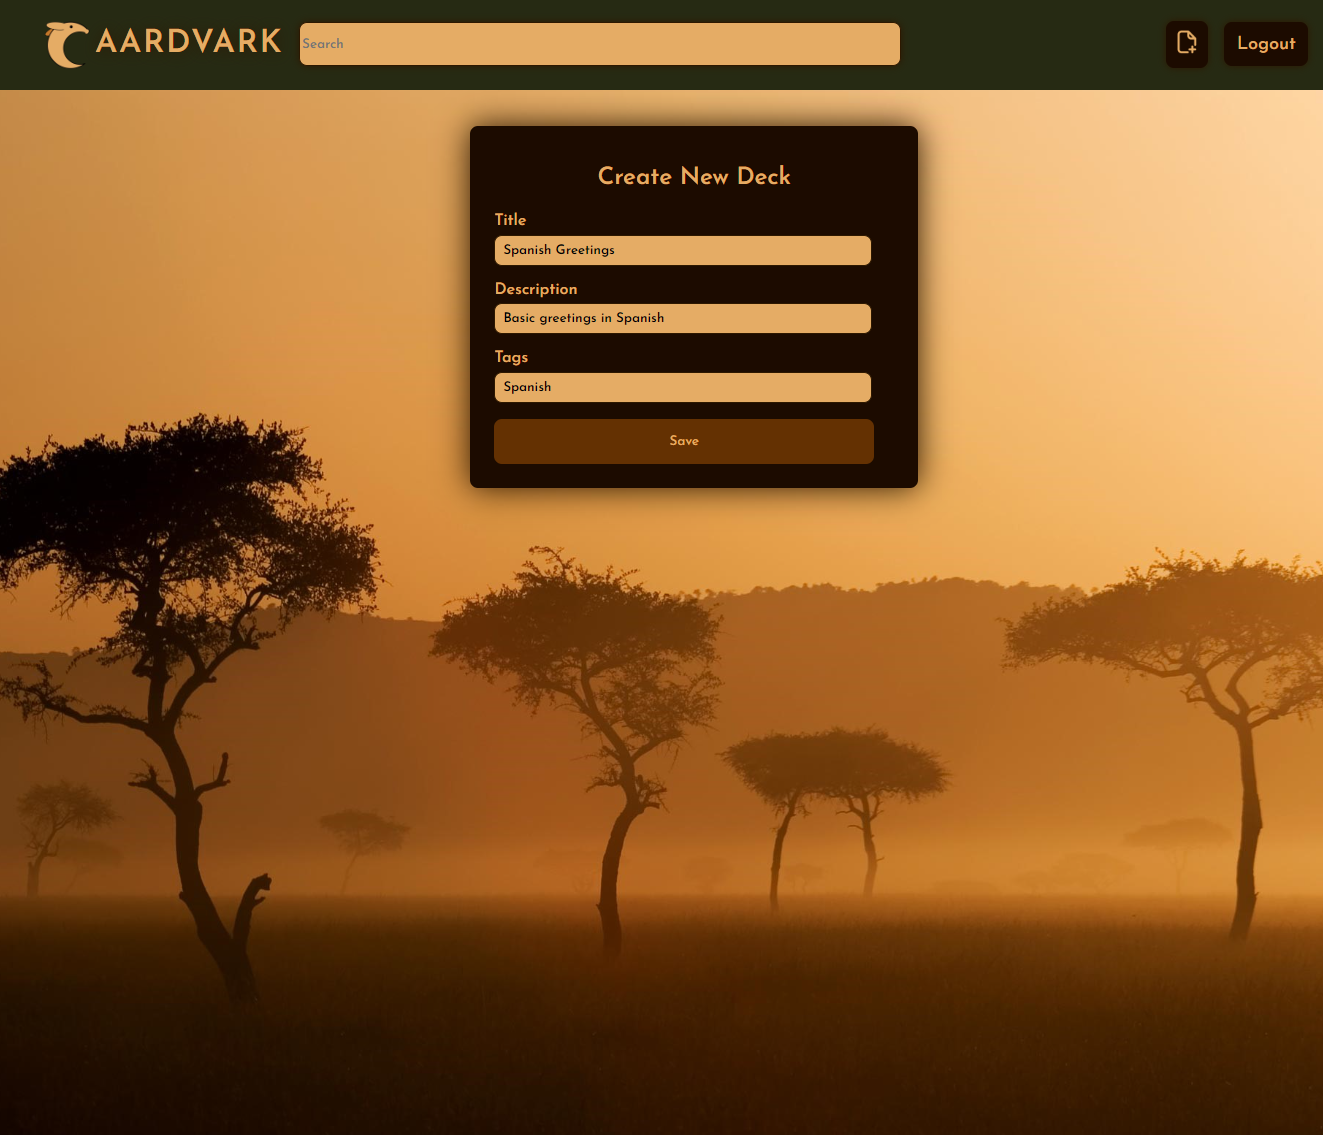 AARDVARK
Search
Logout
Create New Deck
Title
Spanish Greetings
Description
Basic greetings in Spanish
Tags
Spanish
Save